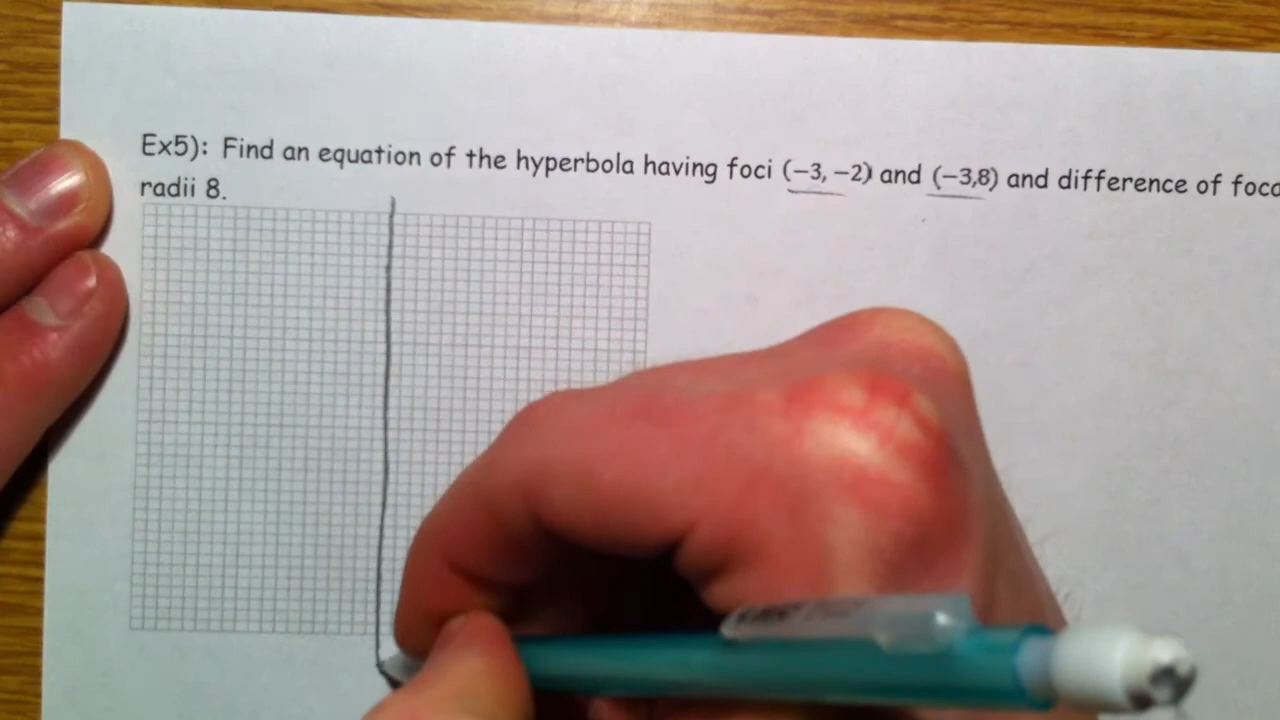 Ex5): Find an equation of the hyperbola having foci (−3, −2) and (−3,8) and difference of foca
radii 8.